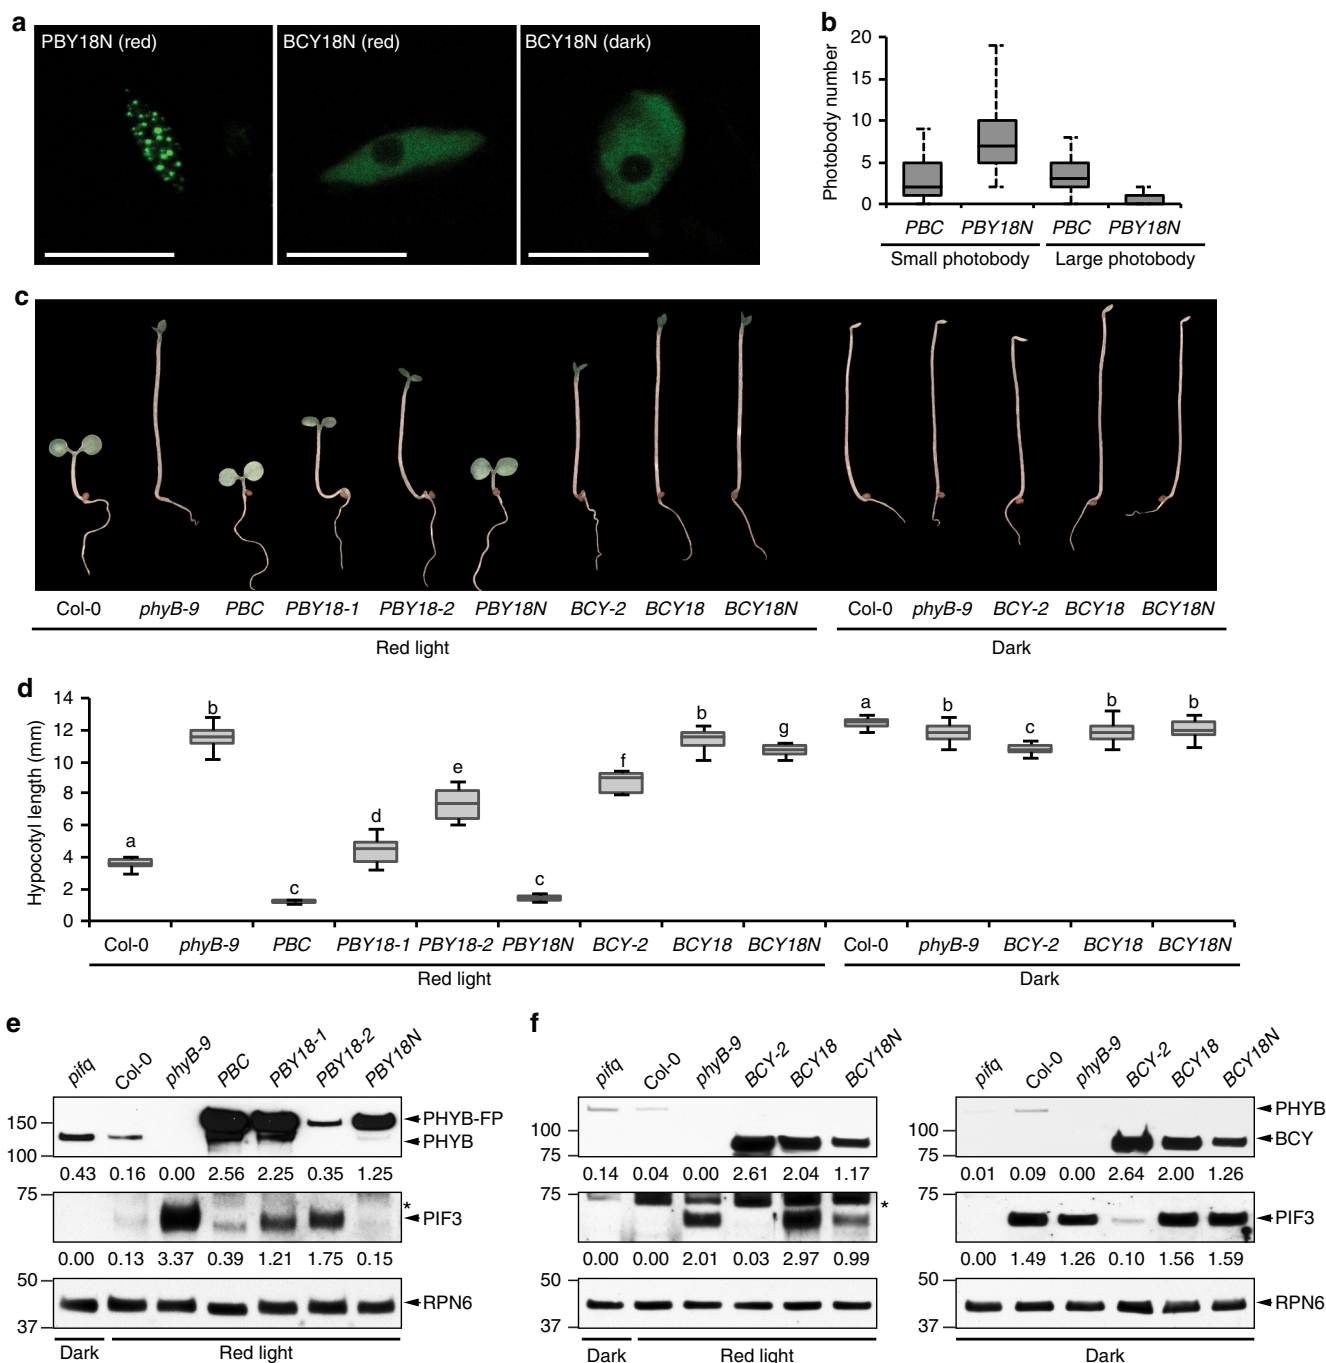 a
PBY18N (red)
BCY18N (red)
BCY18N (dark)
b
Photobody number
20
15
10
5
0
PBC PBY18N PBC PBY18N
Small photobody Large photobody
c
Col-0 phyB-9 PBC PBY18-1 PBY18-2 PBY18N BCY-2 BCY18 BCY18N Col-0 phyB-9 BCY-2 BCY18 BCY18N
Red light Dark
d
Hypocotyl length (mm)
14
12
10
8
6
4
2
0
a b c d e c f b g a b c b b
Col-0 phyB-9 PBC PBY18-1 PBY18-2 PBY18N BCY-2 BCY18 BCY18N Col-0 phyB-9 BCY-2 BCY18 BCY18N
Red light Dark
e
pifq Col-0 phyB-9 PBC PBY18-1 PBY18-2 PBY18N
150
100
PHYB-FP
PHYB
0.43 0.16 0.00 2.56 2.25 0.35 1.25
75
*
PIF3
0.00 0.13 3.37 0.39 1.21 1.75 0.15
50
37
RPN6
Dark Red light
f
pifq Col-0 phyB-9 BCY-2 BCY18 BCY18N
100
75
0.14 0.04 0.00 2.61 2.04 1.17
75
*
0.00 0.00 2.01 0.03 2.97 0.99
50
37
Dark Red light
pifq Col-0 phyB-9 BCY-2 BCY18 BCY18N
100
75
PHYB
BCY
0.01 0.09 0.00 2.64 2.00 1.26
75
PIF3
0.00 1.49 1.26 0.10 1.56 1.59
50
37
RPN6
Dark